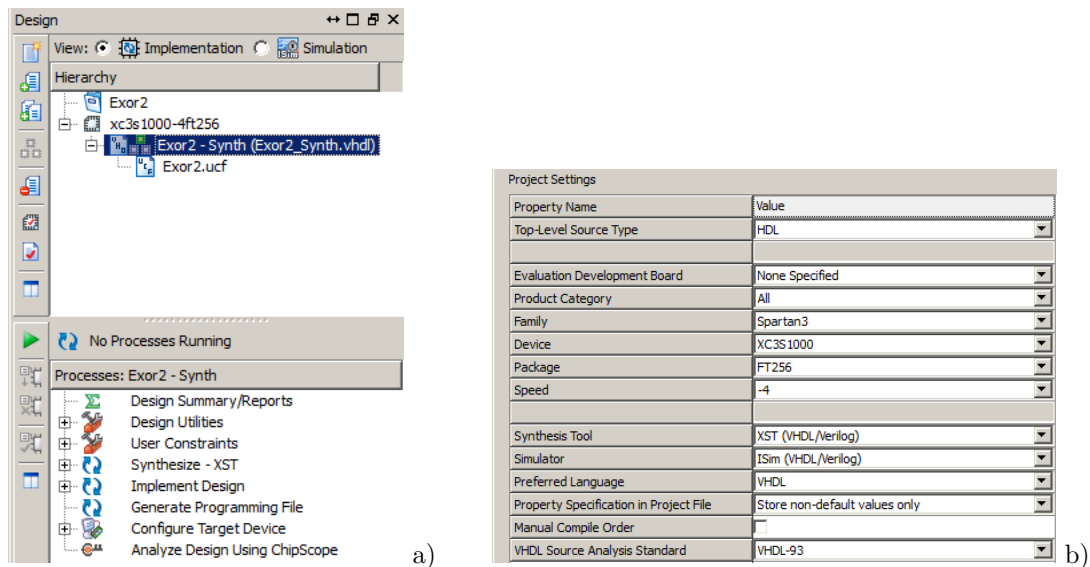 Design
View: Implementation Simulation
Hierarchy
Exor2
xc3s1000-4ft256
Exor2 - Synth (Exor2_Synth.vhdl)
Exor2.ucf
No Processes Running
Processes: Exor2 - Synth
Design Summary/Reports
Design Utilities
User Constraints
Synthesize - XST
Implement Design
Generate Programming File
Configure Target Device
Analyze Design Using ChipScope
a)
Project Settings
Property Name Value
Top-Level Source Type HDL
Evaluation Development Board None Specified
Product Category All
Family Spartan3
Device XC3S1000
Package FT256
Speed -4
Synthesis Tool XST (VHDL/Verilog)
Simulator ISim (VHDL/Verilog)
Preferred Language VHDL
Property Specification in Project File Store non-default values only
Manual Compile Order
VHDL Source Analysis Standard VHDL-93
b)